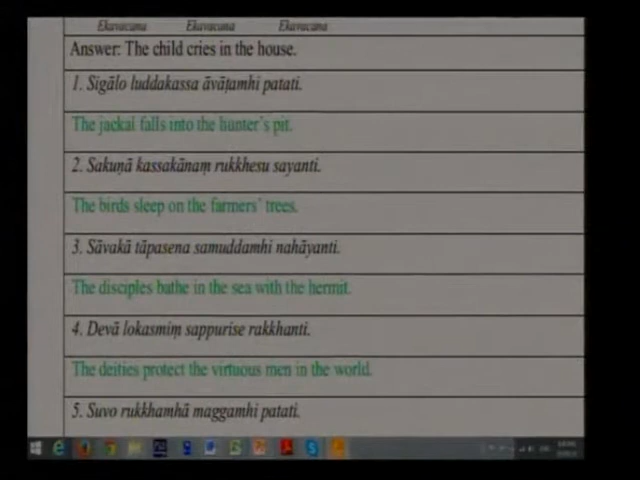 Ekavacana Ekavacana Ekavacana
Answer: The child cries in the house.
1. Sigālo luddakassa āvāṭamhi patati.
The jackal falls into the hunter's pit.
2. Sakuṇā kassakānaṃ rukkhesu sayanti.
The birds sleep on the farmers' trees.
3. Sāvakā tāpasena samuddamhi nahāyanti.
The disciples bathe in the sea with the hermit.
4. Devā lokasmiṃ sappurise rakkhanti.
The deities protect the virtuous men in the world.
5. Suvo rukkhamhā maggamhi patati.